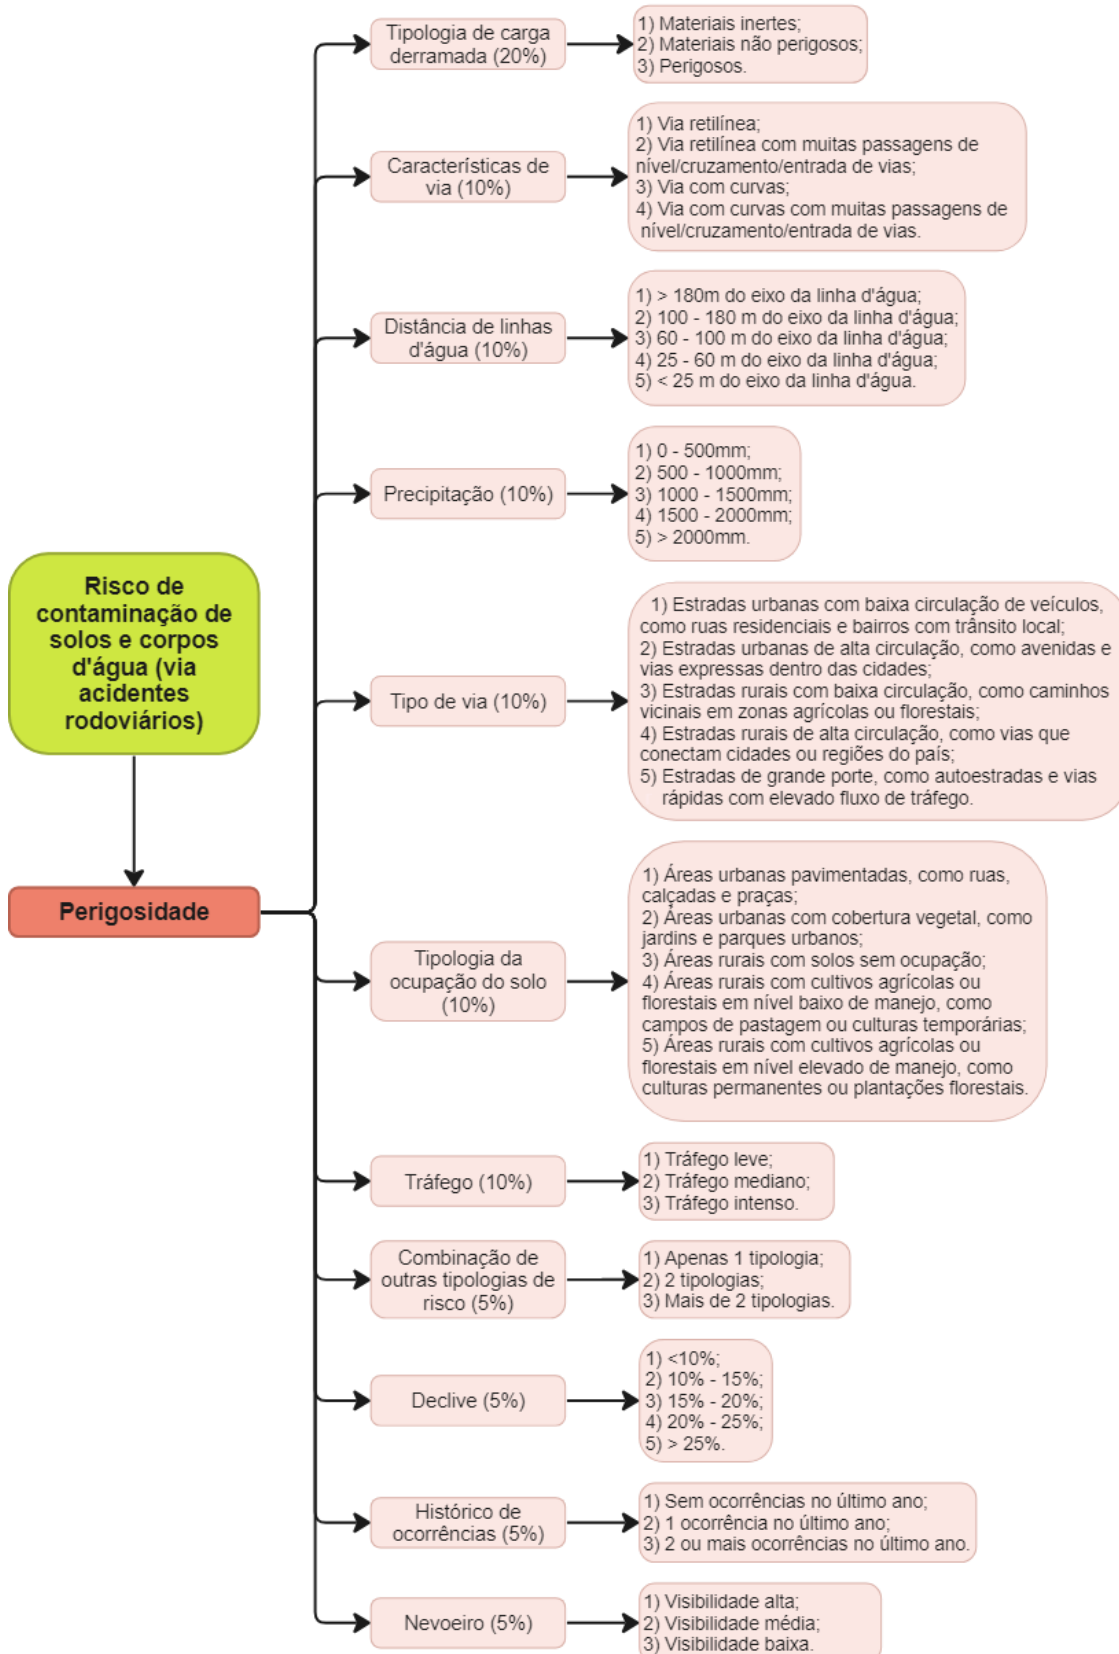 Risco de
contaminação de
solos e corpos
d'água (via
acidentes
rodoviários)
Perigosidade
Tipologia de carga
derramada (20%)
1) Materiais inertes;
2) Materiais não perigosos;
3) Perigosos.
Características de
via (10%)
1) Via retilínea;
2) Via retilínea com muitas passagens de
nível/cruzamento/entrada de vias;
3) Via com curvas;
4) Via com curvas com muitas passagens de
nível/cruzamento/entrada de vias.
Distância de linhas
d'água (10%)
1) > 180m do eixo da linha d'água;
2) 100 - 180 m do eixo da linha d'água;
3) 60 - 100 m do eixo da linha d'água;
4) 25 - 60 m do eixo da linha d'água;
5) < 25 m do eixo da linha d'água.
Precipitação (10%)
1) 0 - 500mm;
2) 500 - 1000mm;
3) 1000 - 1500mm;
4) 1500 - 2000mm;
5) > 2000mm.
Tipo de via (10%)
1) Estradas urbanas com baixa circulação de veículos,
como ruas residenciais e bairros com trânsito local;
2) Estradas urbanas de alta circulação, como avenidas e
vias expressas dentro das cidades;
3) Estradas rurais com baixa circulação, como caminhos
vicinais em zonas agrícolas ou florestais;
4) Estradas rurais de alta circulação, como vias que
conectam cidades ou regiões do país;
5) Estradas de grande porte, como autoestradas e vias
rápidas com elevado fluxo de tráfego.
Tipologia da
ocupação do solo
(10%)
1) Áreas urbanas pavimentadas, como ruas,
calçadas e praças;
2) Áreas urbanas com cobertura vegetal, como
jardins e parques urbanos;
3) Áreas rurais com solos sem ocupação;
4) Áreas rurais com cultivos agrícolas ou
florestais em nível baixo de manejo, como
campos de pastagem ou culturas temporárias;
5) Áreas rurais com cultivos agrícolas ou
florestais em nível elevado de manejo, como
culturas permanentes ou plantações florestais.
Tráfego (10%)
1) Tráfego leve;
2) Tráfego mediano;
3) Tráfego intenso.
Combinação de
outras tipologias de
risco (5%)
1) Apenas 1 tipologia;
2) 2 tipologias;
3) Mais de 2 tipologias.
Declive (5%)
1) <10%;
2) 10% - 15%;
3) 15% - 20%;
4) 20% - 25%;
5) > 25%.
Histórico de
ocorrências (5%)
1) Sem ocorrências no último ano;
2) 1 ocorrência no último ano;
3) 2 ou mais ocorrências no último ano.
Nevoeiro (5%)
1) Visibilidade alta;
2) Visibilidade média;
3) Visibilidade baixa.